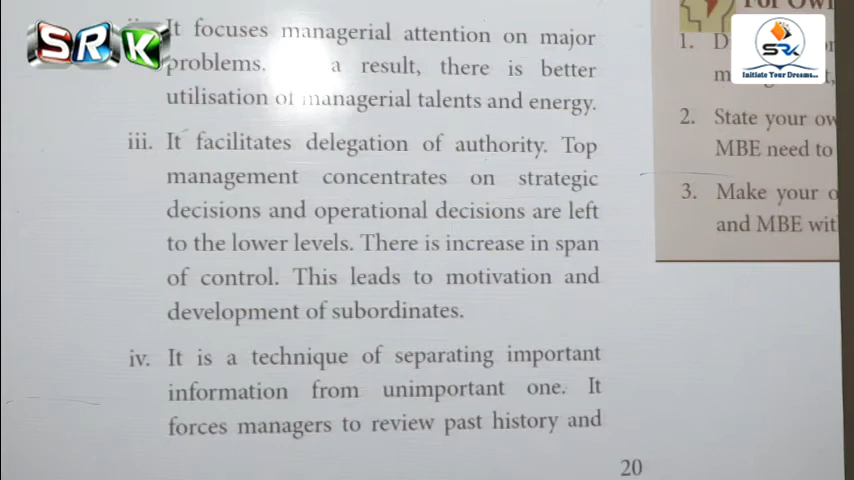 SRK
It focuses managerial attention on major
problems. a result, there is better
utilisation of managerial talents and energy.
iii. It facilitates delegation of authority. Top
management concentrates on strategic
decisions and operational decisions are left
to the lower levels. There is increase in span
of control. This leads to motivation and
development of subordinates.
iv. It is a technique of separating important
information from unimportant one. It
forces managers to review past history and
20
1.
2. State your
MBE need to
3. Make your
and MBE
SRK
Initiate Your Dreams...